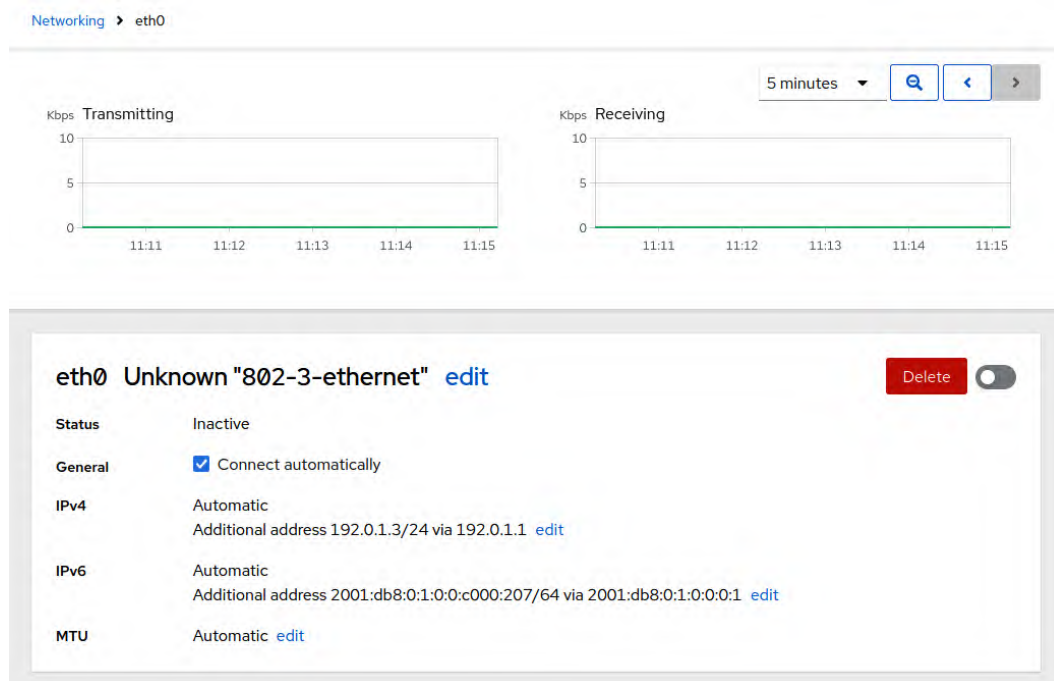 Networking > eth0
5 minutes
Kbps Transmitting
10
5
0
11:11 11:12 11:13 11:14 11:15
Kbps Receiving
10
5
0
11:11 11:12 11:13 11:14 11:15
eth0 Unknown "802-3-ethernet" edit
Delete
Status Inactive
General Connect automatically
IPv4 Automatic
Additional address 192.0.1.3/24 via 192.0.1.1 edit
IPv6 Automatic
Additional address 2001:db8:0:1:0:0:c000:207/64 via 2001:db8:0:1:0:0:0:1 edit
MTU Automatic edit